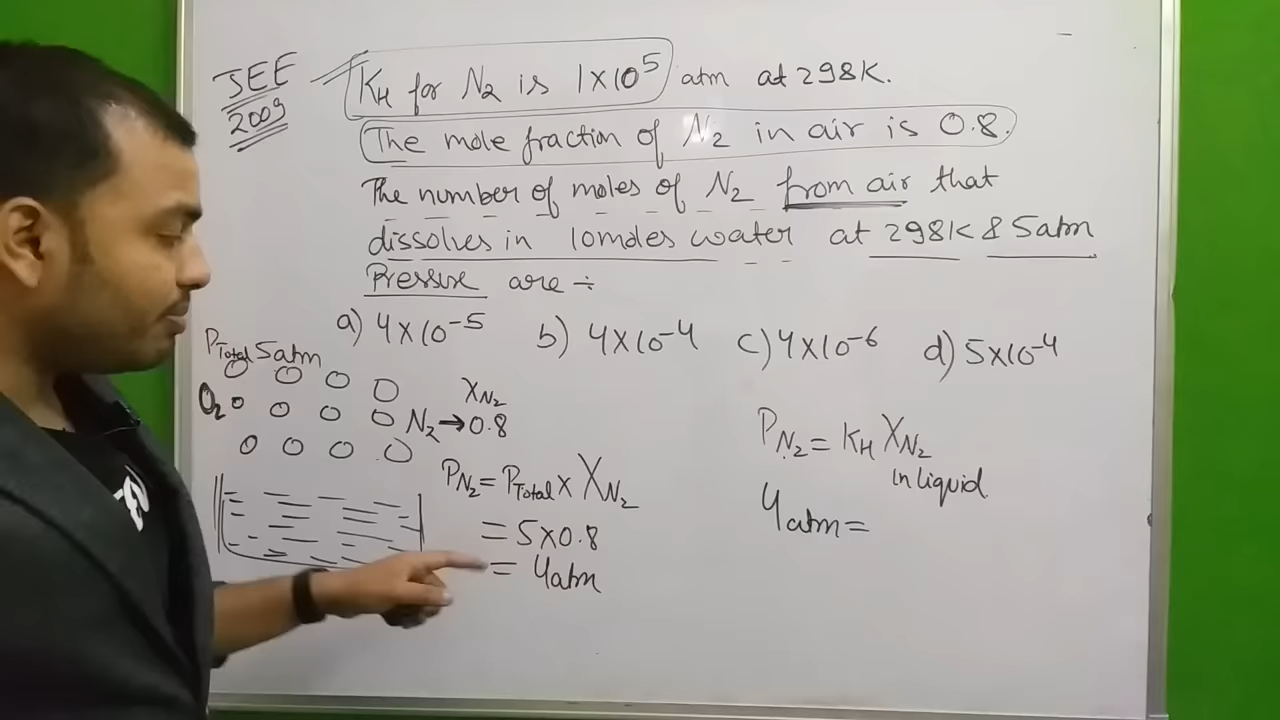 JEE
2009
KH for N2 is 1×10^5 atm at 298K.
The mole fraction of N2 in air is 0.8.
The number of moles of N2 from air that
dissolves in 10moles water at 298K & 5atm
Pressure are ÷
a) 4×10^-5 b) 4×10^-4 c) 4×10^-6 d) 5×10^-4
PTotal 5atm
O2
N2 → 0.8
XN2
PN2 = PTotal × XN2
= 5×0.8
= 4atm
PN2 = KH XN2
in liquid
4atm =